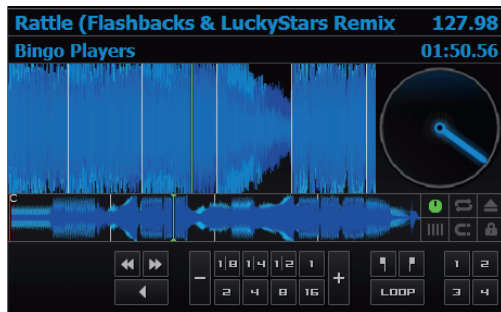 Rattle (Flashbacks & LuckyStars Remix 127.98
Bingo Players 01:50.56
C
- 1|8 1|4 1|2 1 + 1 2
2 4 8 16 LOOP 3 4